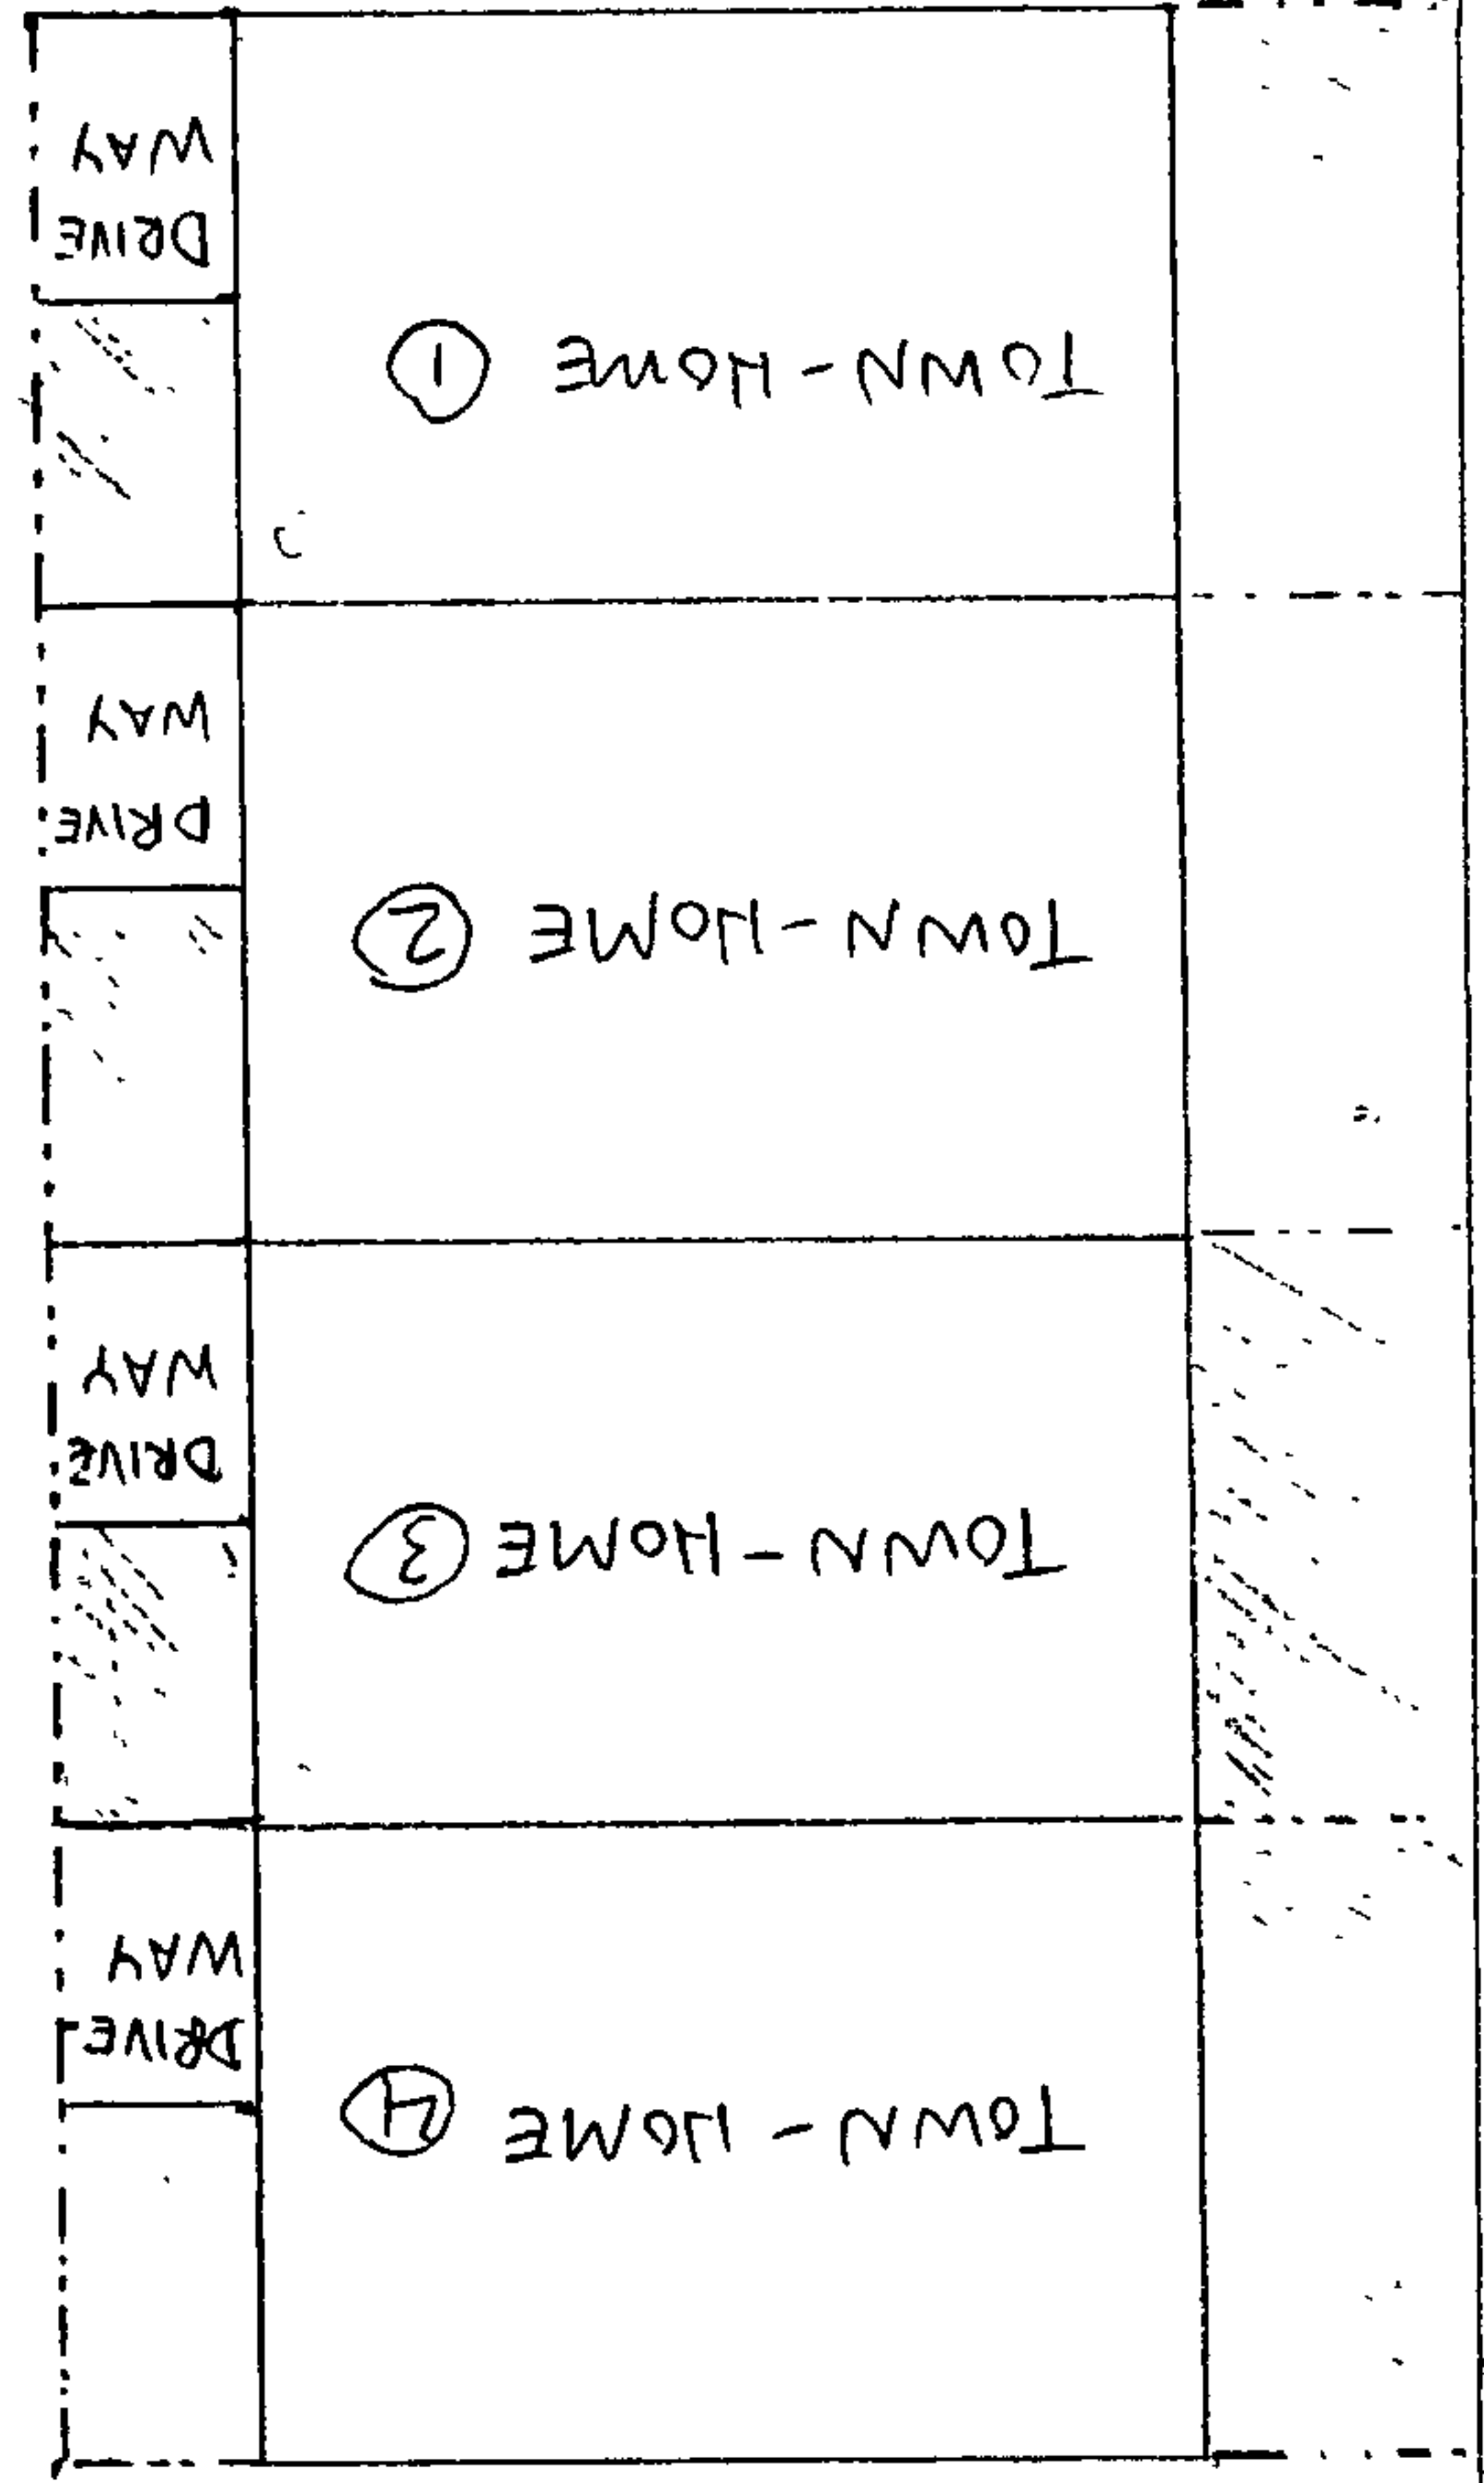 TOWN - HOME ④
DRIVE
WAY
TOWN - HOME ③
DRIVE
WAY
TOWN - HOME ②
DRIVE
WAY
TOWN - HOME ①
DRIVE
WAY